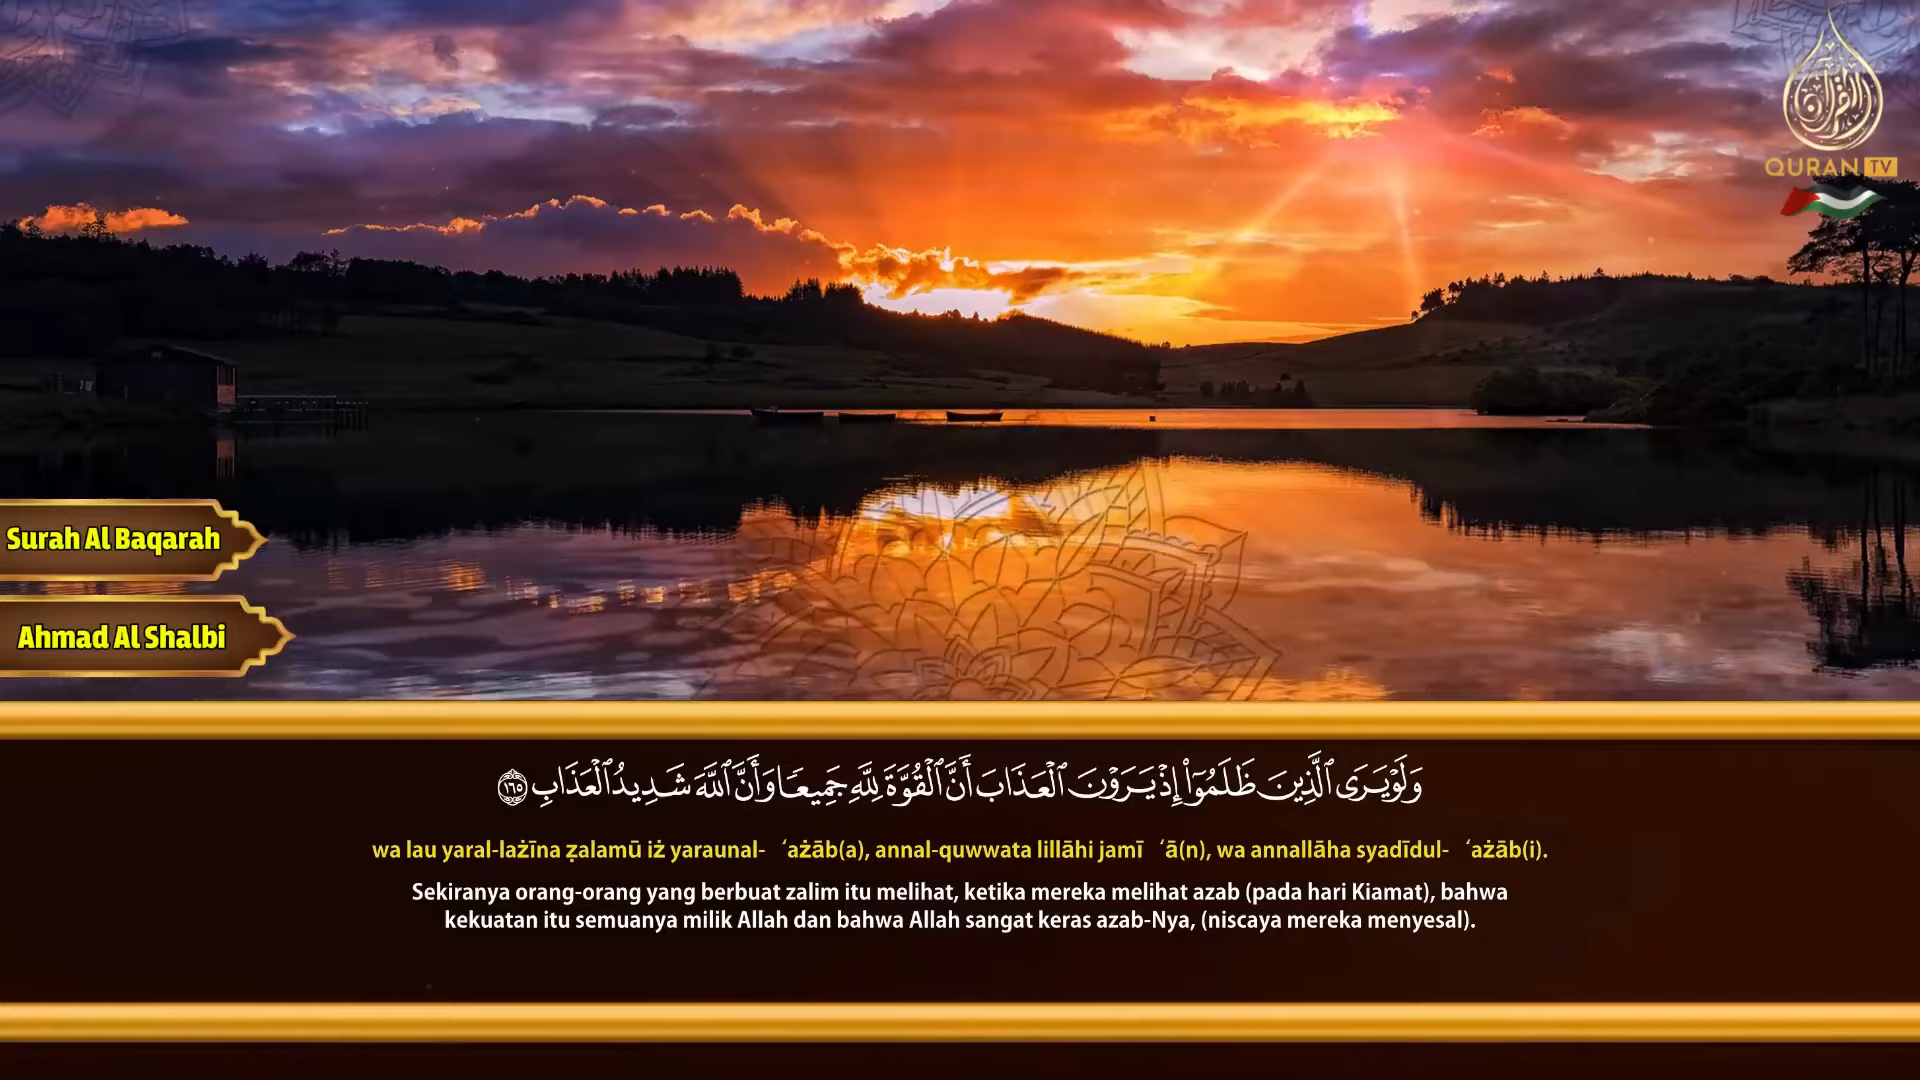 القرآن
QURAN TV
Surah Al Baqarah
Ahmad Al Shalbi
وَلَوْ يَرَى ٱلَّذِينَ ظَلَمُوٓا۟ إِذْ يَرَوْنَ ٱلْعَذَابَ أَنَّ ٱلْقُوَّةَ لِلَّهِ جَمِيعًا وَأَنَّ ٱللَّهَ شَدِيدُ ٱلْعَذَابِ ١٦٥
wa lau yaral-lażīna ẓalamū iż yaraunal- ‘ażāb(a), annal-quwwata lillāhi jamī ‘ā(n), wa annallāha syadīdul- ‘ażāb(i).
Sekiranya orang-orang yang berbuat zalim itu melihat, ketika mereka melihat azab (pada hari Kiamat), bahwa
kekuatan itu semuanya milik Allah dan bahwa Allah sangat keras azab-Nya, (niscaya mereka menyesal).